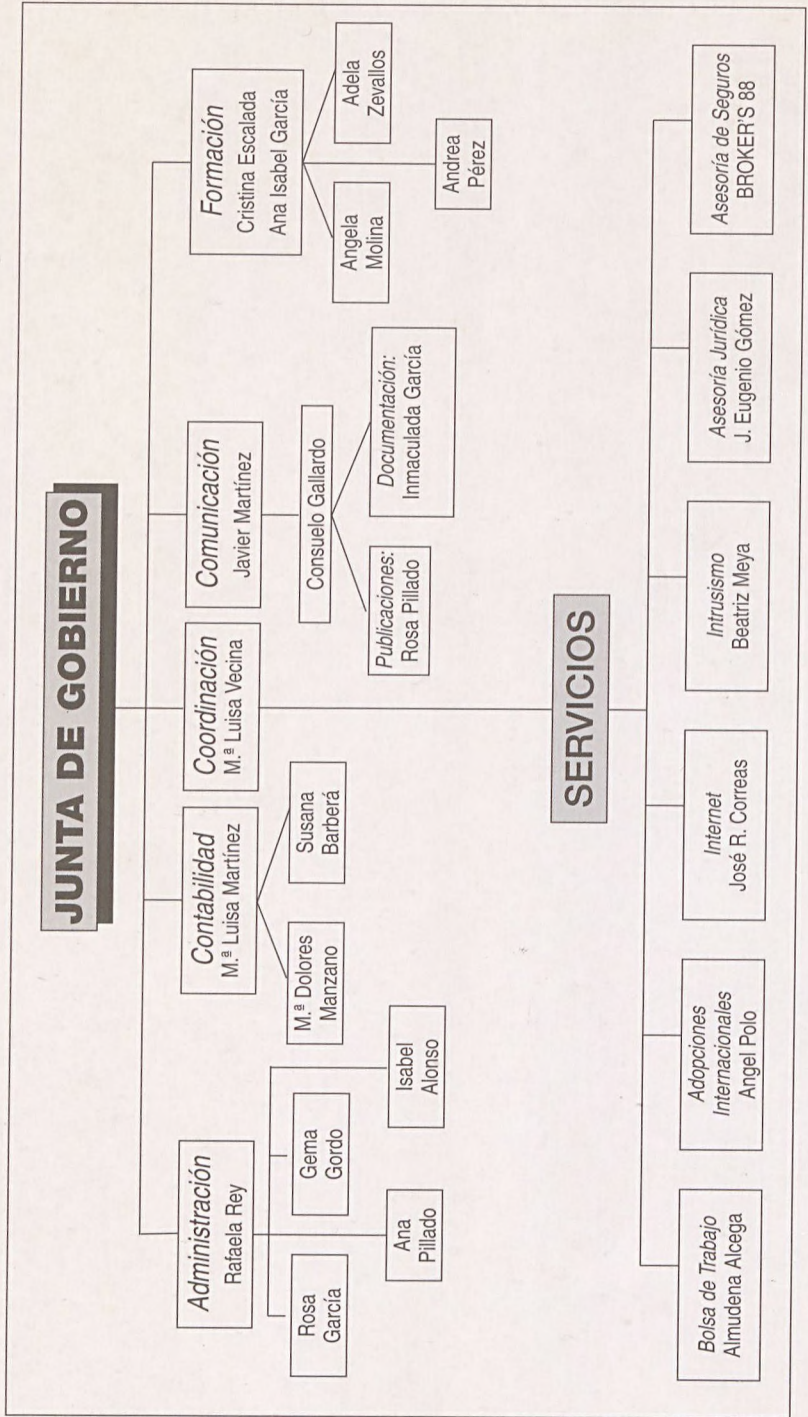 JUNTA DE GOBIERNO
Administración
Rafaela Rey
Rosa
García
Gema
Gordo
Ana
Pillado
Isabel
Alonso
Contabilidad
M.ª Luisa Martínez
M.ª Dolores
Manzano
Susana
Barberá
Coordinación
M.ª Luisa Vecina
Comunicación
Javier Martínez
Consuelo Gallardo
Publicaciones:
Rosa Pillado
Documentación:
Inmaculada García
Formación
Cristina Escalada
Ana Isabel García
Angela
Molina
Adela
Zevallos
Andrea
Pérez
SERVICIOS
Bolsa de Trabajo
Almudena Alcega
Adopciones
Internacionales
Angel Polo
Internet
José R. Correas
Intrusismo
Beatriz Meya
Asesoría Jurídica
J. Eugenio Gómez
Asesoría de Seguros
BROKER'S 88